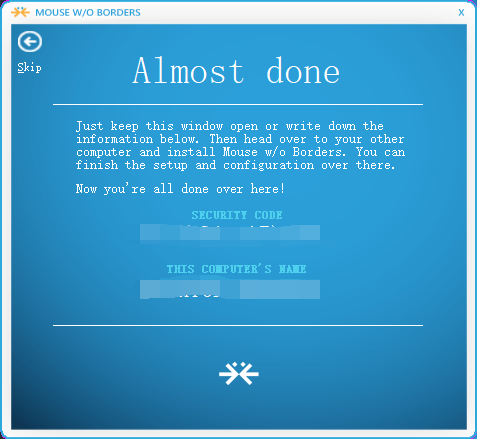 MOUSE W/O BORDERS
X
Skip
Almost done
Just keep this window open or write down the
information below. Then head over to your other
computer and install Mouse w/o Borders. You can
finish the setup and configuration over there.
Now you're all done over here!
SECURITY CODE
THIS COMPUTER'S NAME